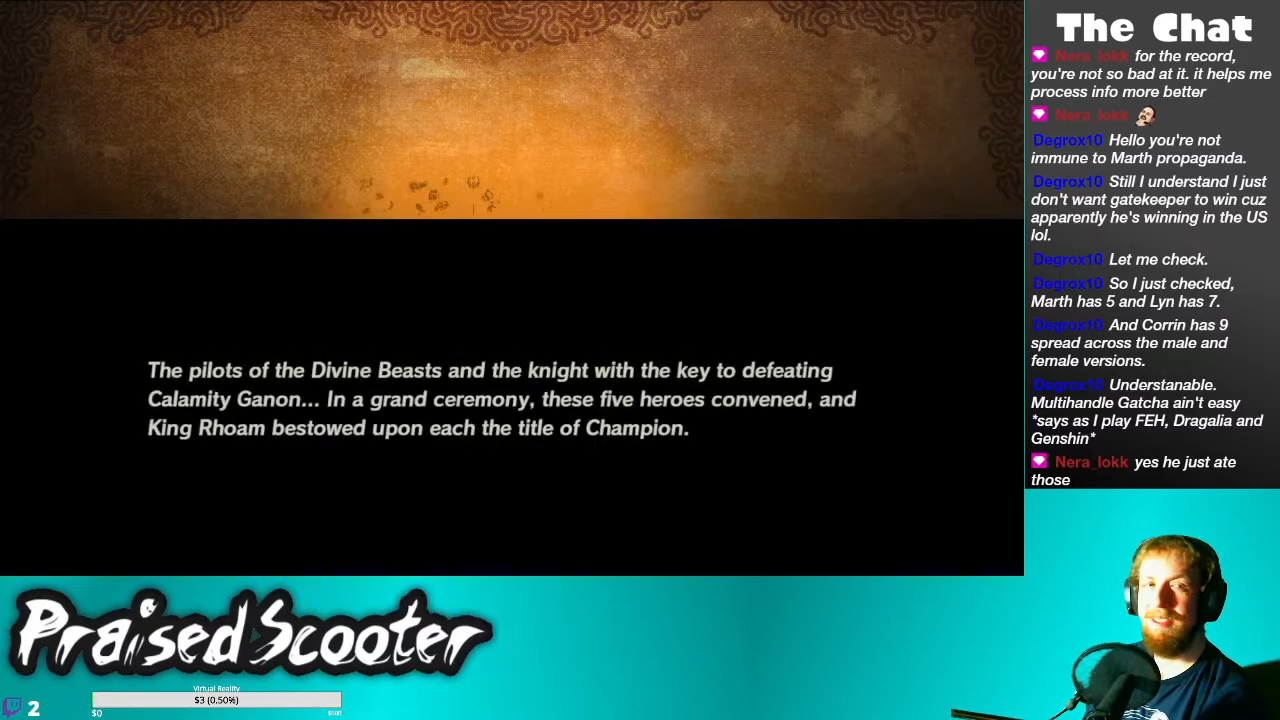 The Chat
Nera_lokk for the record,
you're not so bad at it. it helps me
process info more better
Nera_lokk
Degrox10 Hello you're not
immune to Marth propaganda.
Degrox10 Still I understand I just
don't want gatekeeper to win cuz
apparently he's winning in the US
lol.
Degrox10 Let me check.
Degrox10 So I just checked,
Marth has 5 and Lyn has 7.
Degrox10 And Corrin has 9
spread across the male and
female versions.
Degrox10 Understanable.
Multihandle Gatcha ain't easy
*says as I play FEH, Dragalia and
Genshin*
Nera_lokk yes he just ate
those
The pilots of the Divine Beasts and the knight with the key to defeating
Calamity Ganon... In a grand ceremony, these five heroes convened, and
King Rhoam bestowed upon each the title of Champion.
Praised Scooter
2
Virtual Reality
$3 (0.50%)
$0